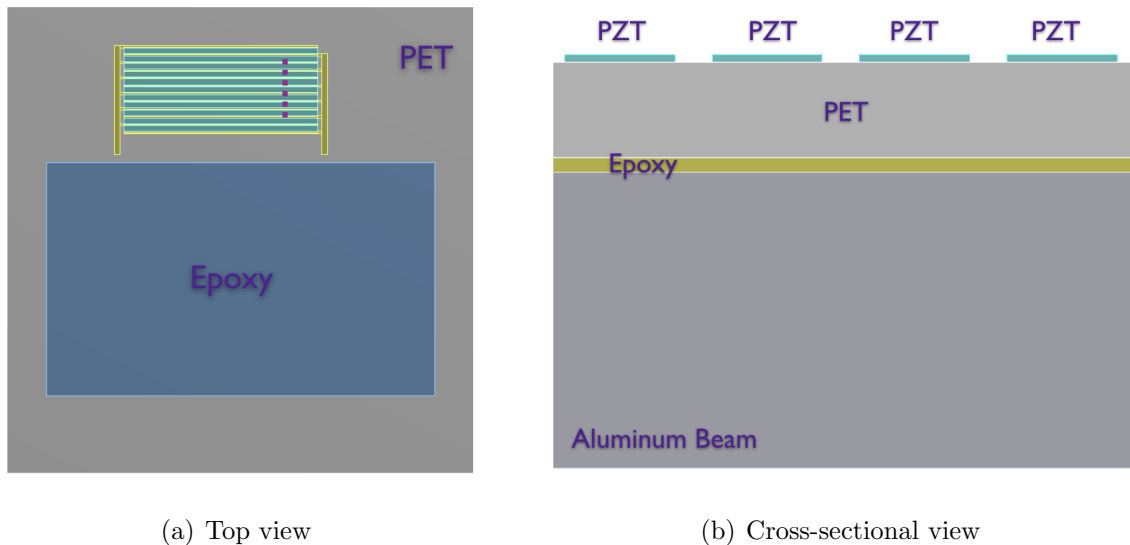 PET
Epoxy
(a) Top view
PZT PZT PZT PZT
PET
Epoxy
Aluminum Beam
(b) Cross-sectional view